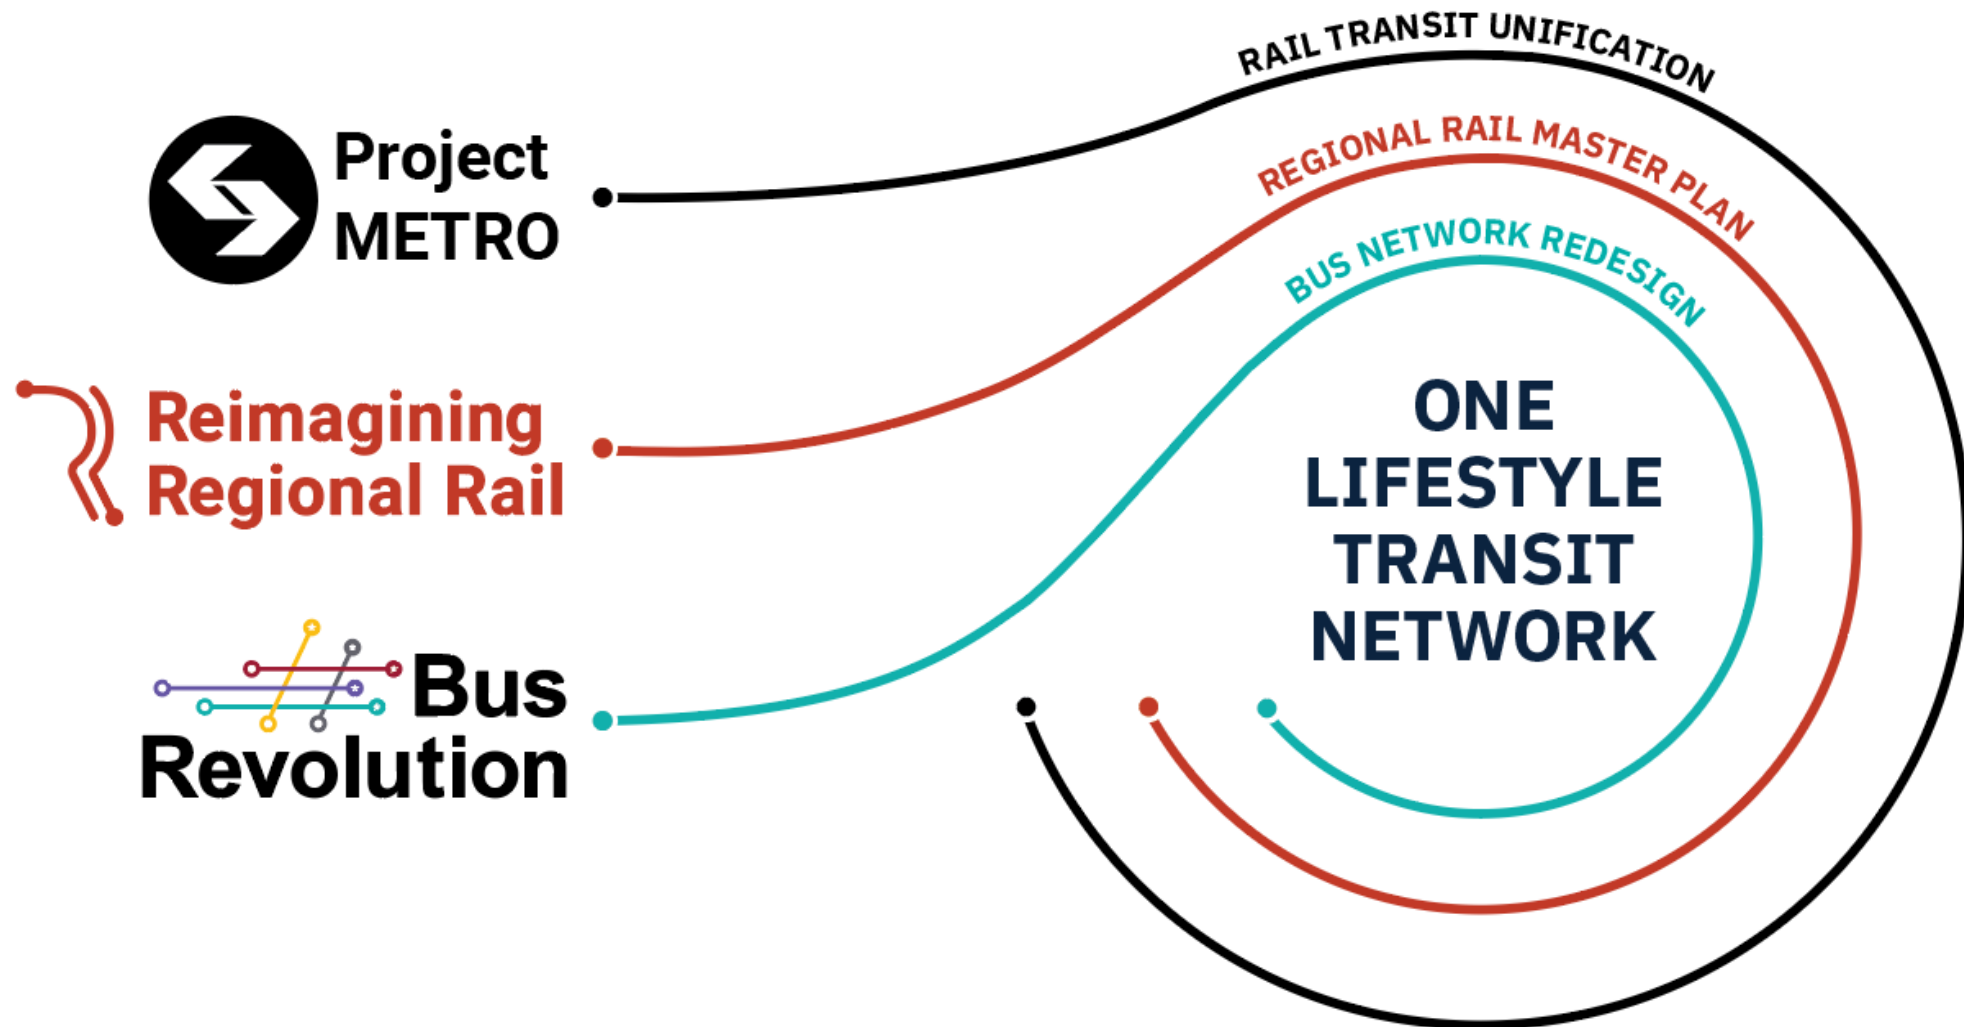 Project
METRO
Reimagining
Regional Rail
Bus
Revolution
RAIL TRANSIT UNIFICATION
REGIONAL RAIL MASTER PLAN
BUS NETWORK REDESIGN
ONE
LIFESTYLE
TRANSIT
NETWORK